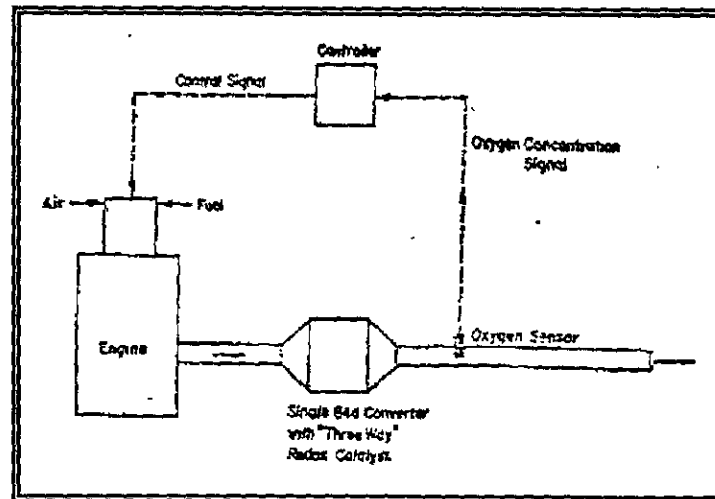 Controller
Control Signal
Oxygen Concentration
Signal
Air
Fuel
Engine
Oxygen Sensor
Single Bed Converter
with "Three Way"
Redox Catalyst